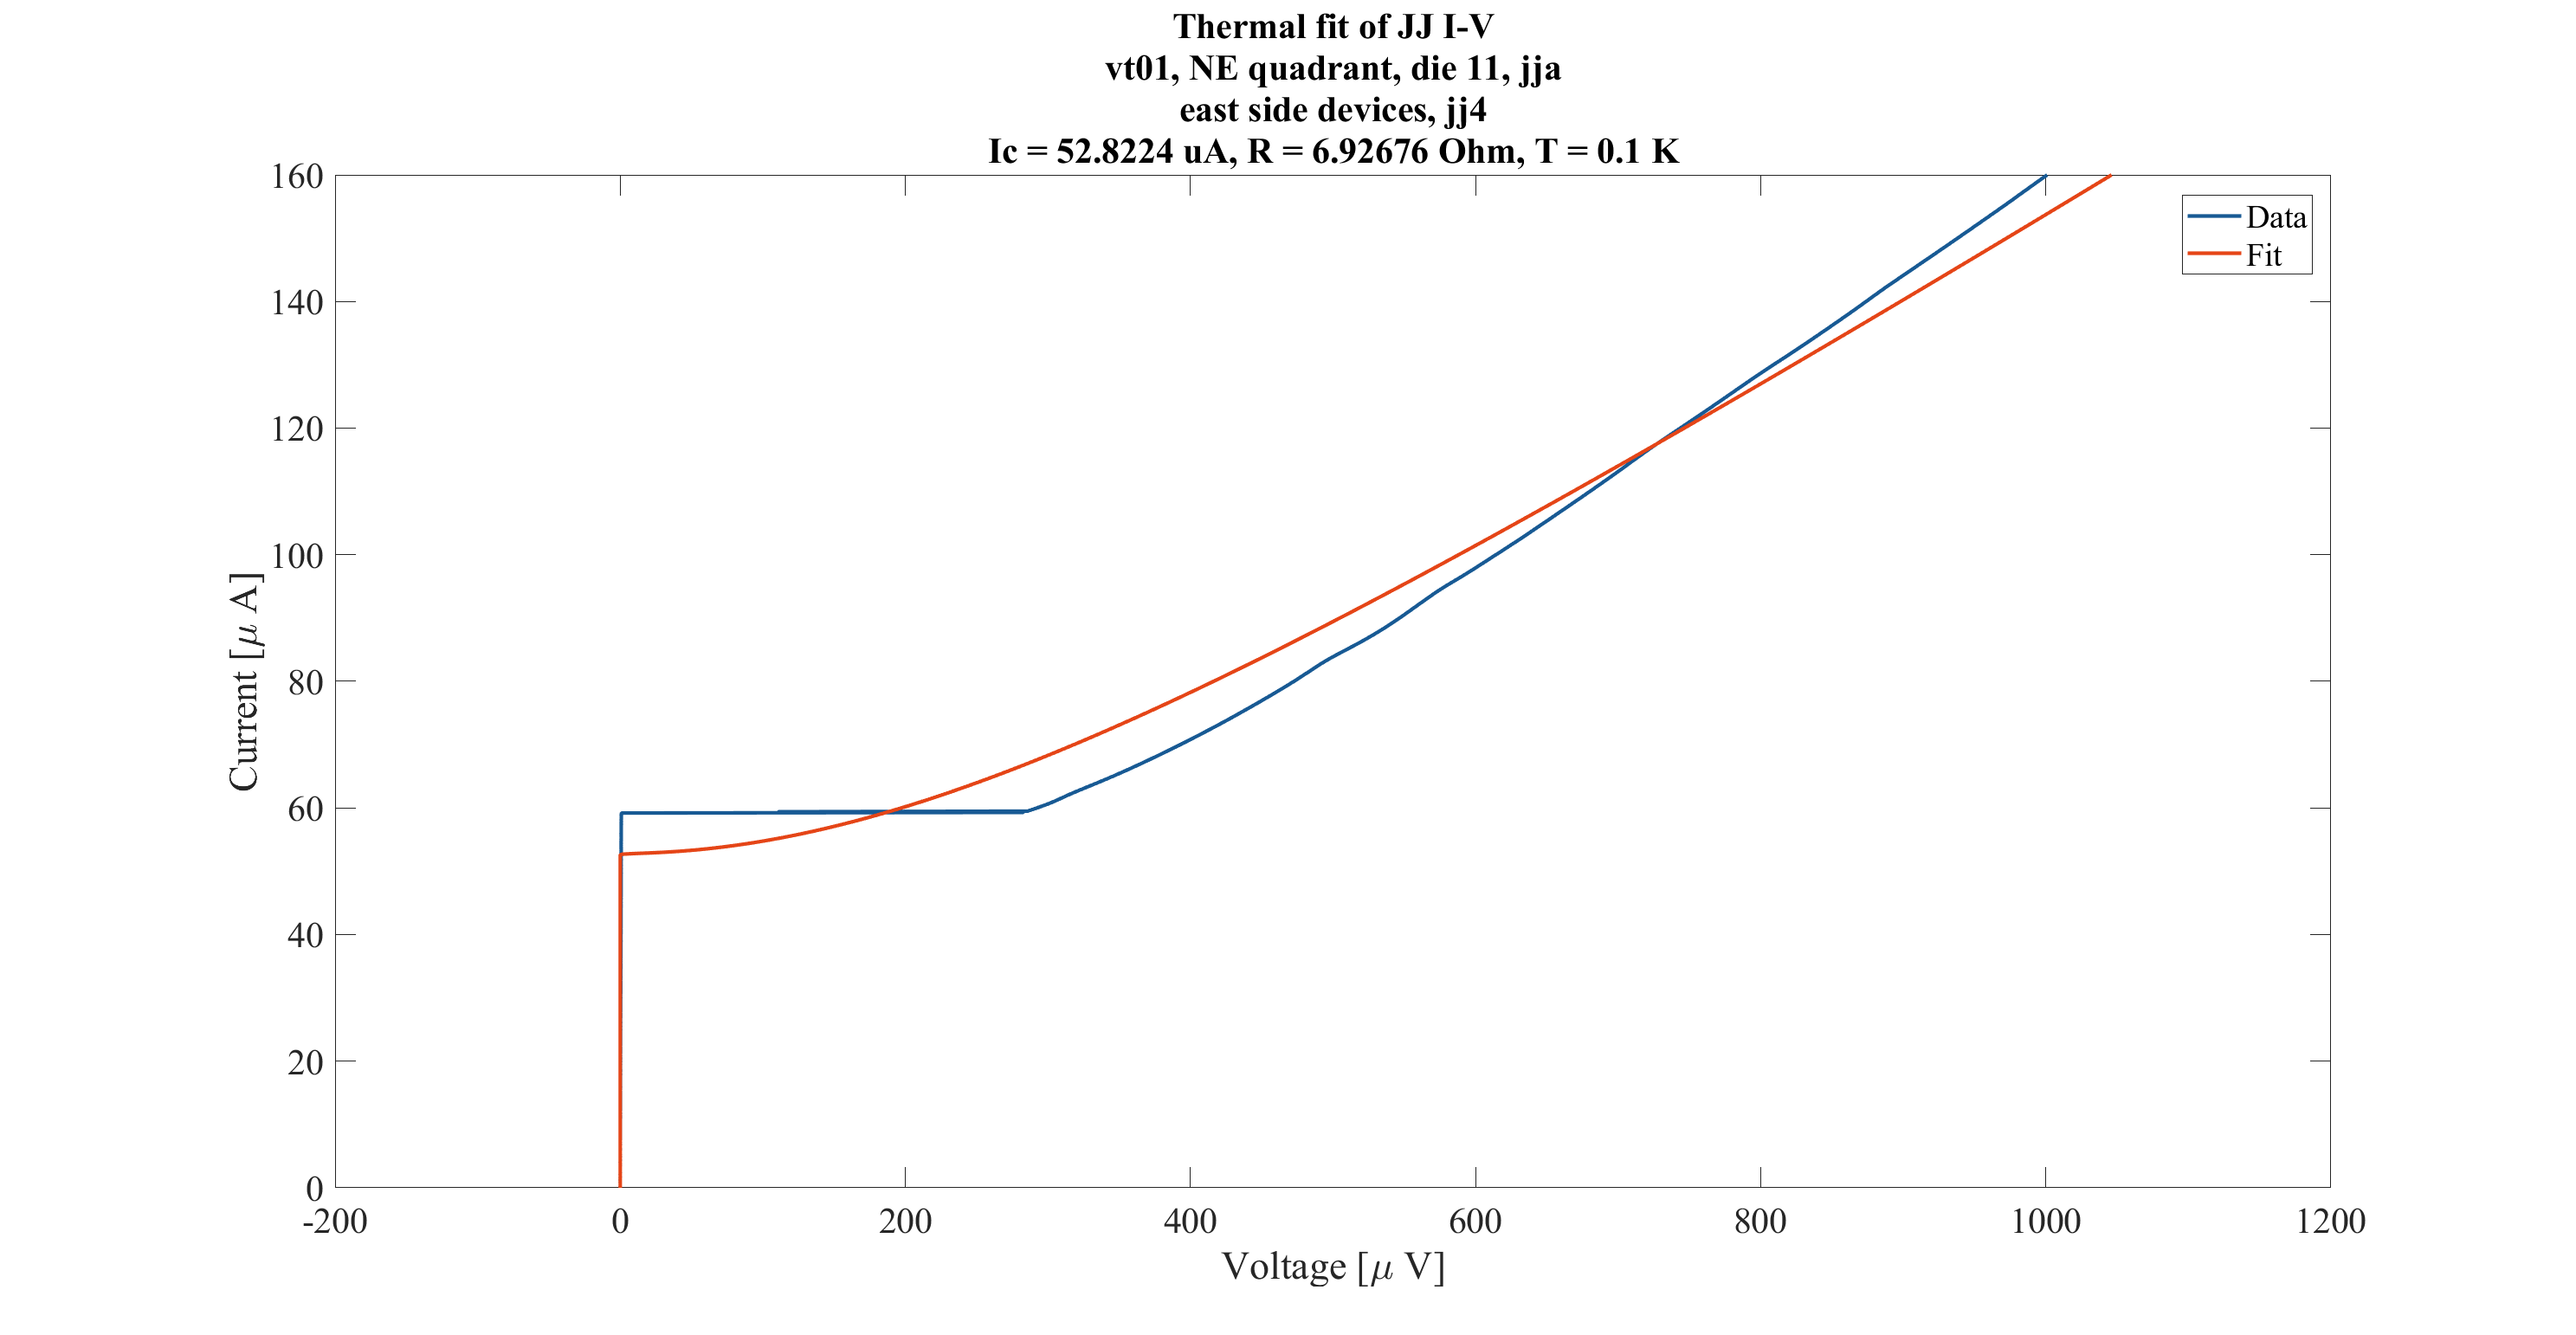 Thermal fit of JJ I-V
vt01, NE quadrant, die 11, jja
east side devices, jj4
Ic = 52.8224 uA, R = 6.92676 Ohm, T = 0.1 K
160
140
120
100
80
60
40
20
0
Current [μ A]
Data
Fit
-200
0
200
400
600
800
1000
1200
Voltage [μ V]